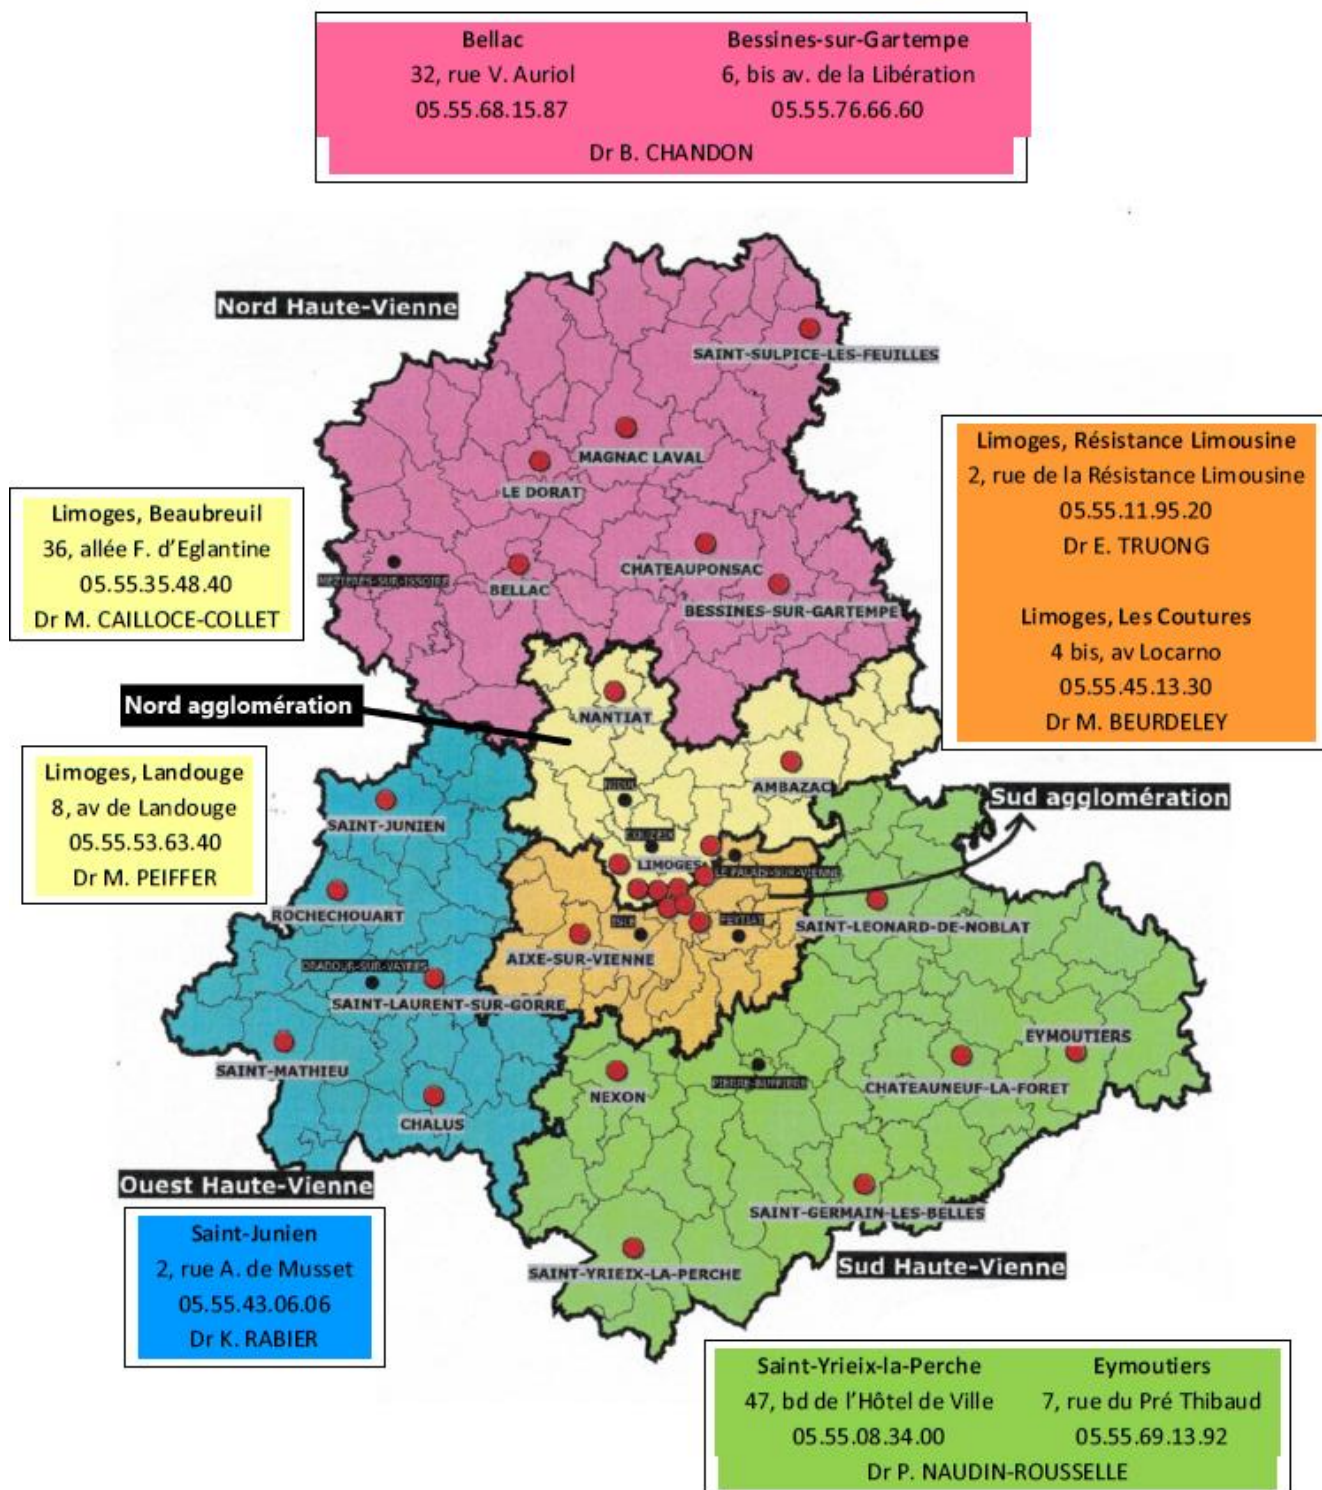 Bellac
32, rue V. Auriol
05.55.68.15.87
Bessines-sur-Gartempe
6, bis av. de la Libération
05.55.76.66.60
Dr B. CHANDON
Nord Haute-Vienne
SAINT-SULPICE-LES-FEUILLES
MAGNAC LAVAL
LE DORAT
Limoges, Résistance Limousine
2, rue de la Résistance Limousine
05.55.11.95.20
Dr E. TRUONG
Limoges, Les Coutures
4 bis, av Locarno
05.55.45.13.30
Dr M. BEURDELEY
Limoges, Beaubreuil
36, allée F. d'Eglantine
05.55.35.48.40
Dr M. CAILLOCE-COLLET
MEZIERES-SUR-ISSOIRE
BELLAC
CHATEAUPONSAC
BESSINES-SUR-GARTEMPE
Nord agglomération
NANTIAT
Limoges, Landouge
8, av de Landouge
05.55.53.63.40
Dr M. PEIFFER
AMBAZAC
Sud agglomération
SAINT-JUNIEN
NIEUL
COUZEIX
LIMOGES
LE PALAIS-SUR-VIENNE
ROCHECHOUART
ISLE
FEYTIAT
SAINT-LEONARD-DE-NOBLAT
AIXE-SUR-VIENNE
ORADOUR-SUR-VAYRES
SAINT-LAURENT-SUR-GORRE
SAINT-MATHIEU
CHALUS
NEXON
PIERRE-BUFFIERE
EYMOUTIERS
CHATEAUNEUF-LA-FORET
Ouest Haute-Vienne
Saint-Junien
2, rue A. de Musset
05.55.43.06.06
Dr K. RABIER
SAINT-GERMAIN-LES-BELLES
SAINT-YRIEIX-LA-PERCHE
Sud Haute-Vienne
Saint-Yrieix-la-Perche
47, bd de l'Hôtel de Ville
05.55.08.34.00
Eymoutiers
7, rue du Pré Thibaud
05.55.69.13.92
Dr P. NAUDIN-ROUSSELLE